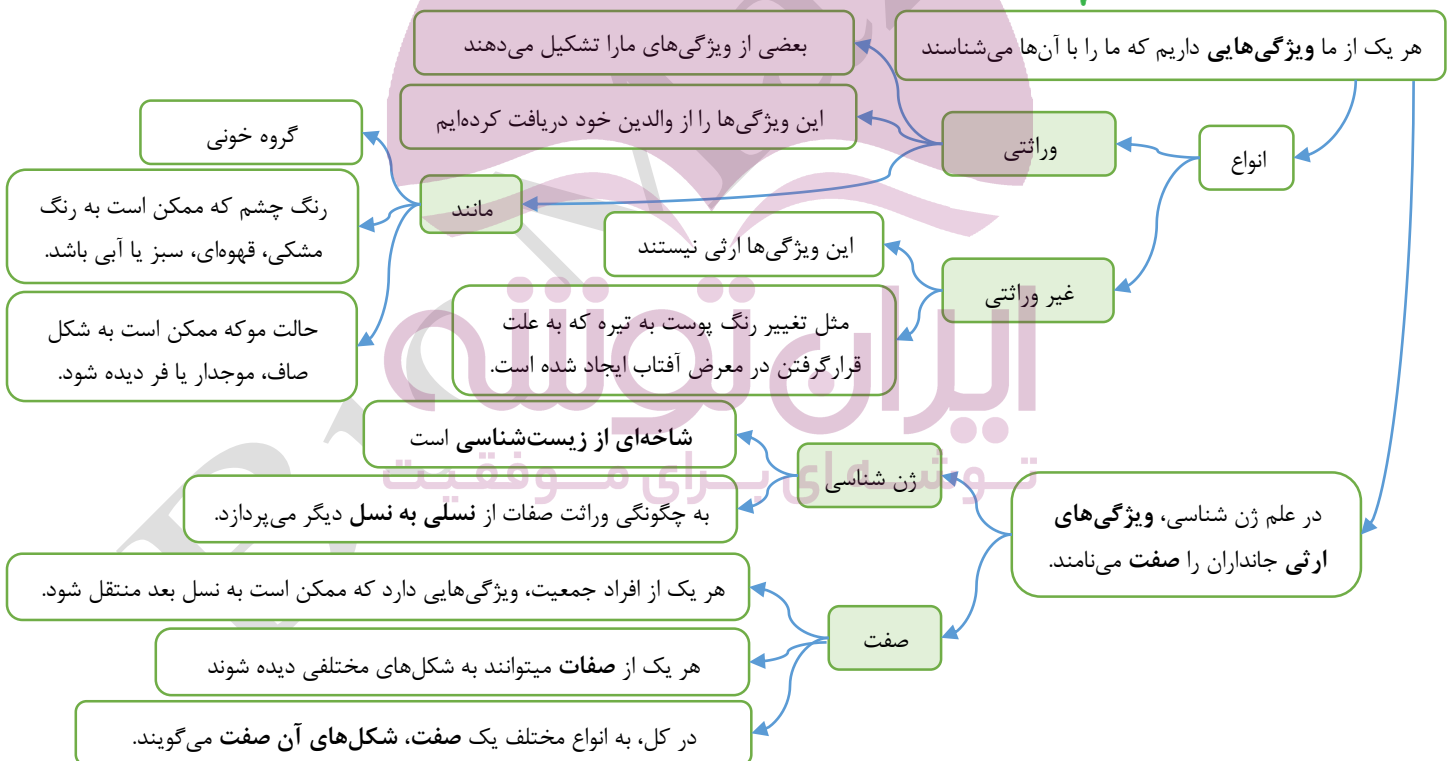 هر یک از ما ویژگی‌هایی داریم که ما را با آن‌ها می‌شناسند
انواع
وراثتی
بعضی از ویژگی‌های مارا تشکیل می‌دهند
این ویژگی‌ها را از والدین خود دریافت کرده‌ایم
مانند
گروه خونی
رنگ چشم که ممکن است به رنگ
مشکی، قهوه‌ای، سبز یا آبی باشد.
حالت موکه ممکن است به شکل
صاف، موجدار یا فر دیده شود.
غیر وراثتی
این ویژگی‌ها ارثی نیستند
مثل تغییر رنگ پوست به تیره که به علت
قرارگرفتن در معرض آفتاب ایجاد شده است.
در علم ژن شناسی، ویژگی‌های
ارثی جانداران را صفت می‌نامند.
ژن شناسی
شاخه‌ای از زیست‌شناسی است
به چگونگی وراثت صفات از نسلی به نسل دیگر می‌پردازد.
صفت
هر یک از افراد جمعیت، ویژگی‌هایی دارد که ممکن است به نسل بعد منتقل شود.
هر یک از صفات میتوانند به شکل‌های مختلفی دیده شوند
در کل، به انواع مختلف یک صفت، شکل‌های آن صفت می‌گویند.
ایران توشه
توشه ای برای موفقیت